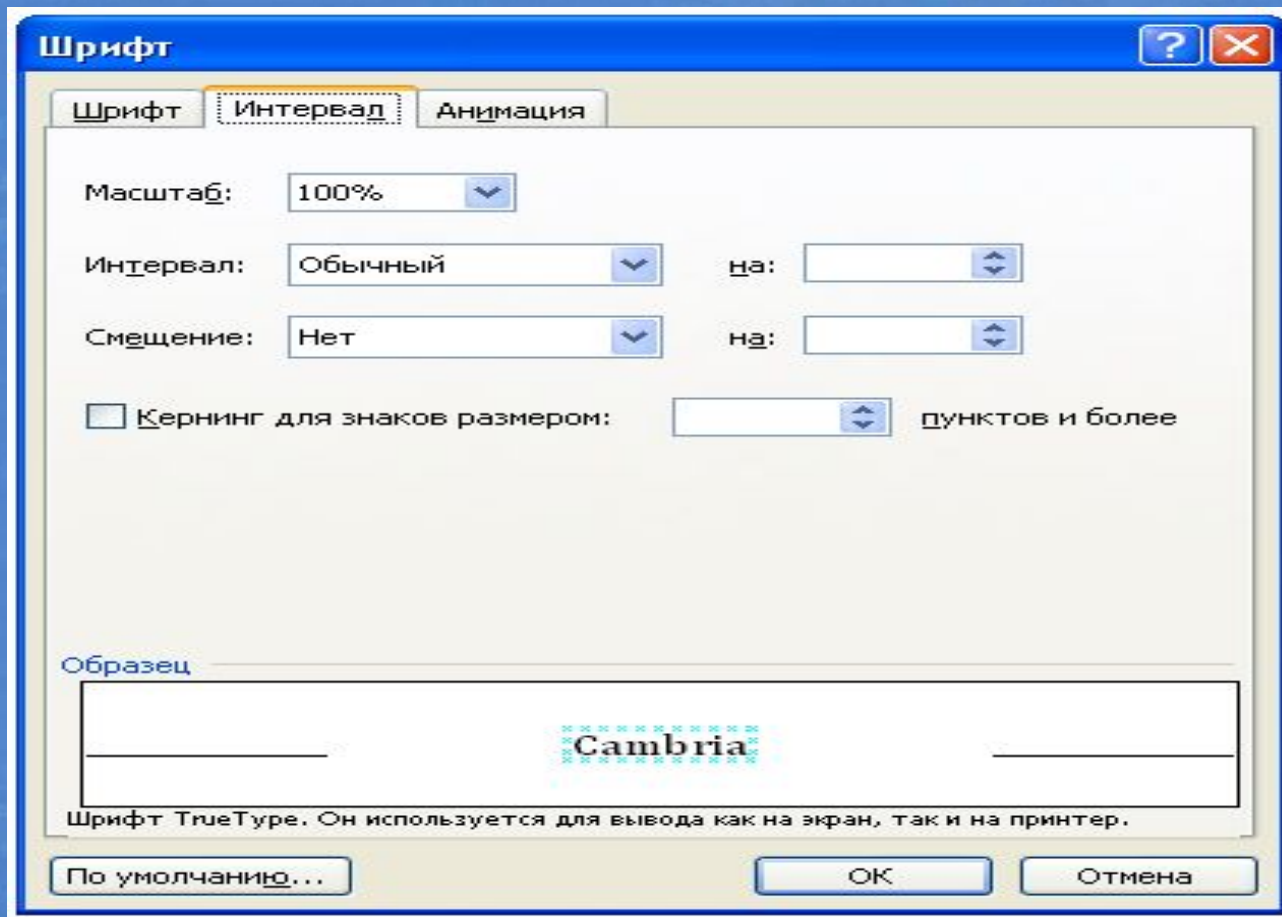 Шрифт
Шрифт Интервал Анимация
Масштаб: 100%
Интервал: Обычный на:
Смещение: Нет на:
Кернинг для знаков размером: пунктов и более
Образец
Cambria
Шрифт TrueType. Он используется для вывода как на экран, так и на принтер.
По умолчанию... ОК Отмена